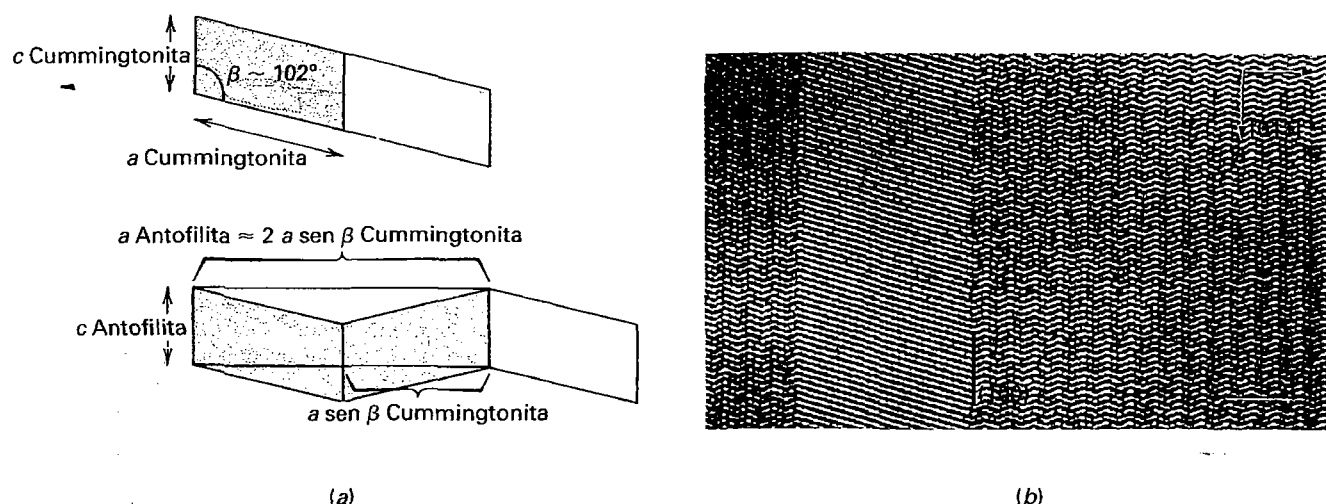 c Cummingtonita
β ~ 102°
a Cummingtonita
a Antofilita ≈ 2 a sen β Cummingtonita
c Antofilita
a sen β Cummingtonita
(a)
(b)